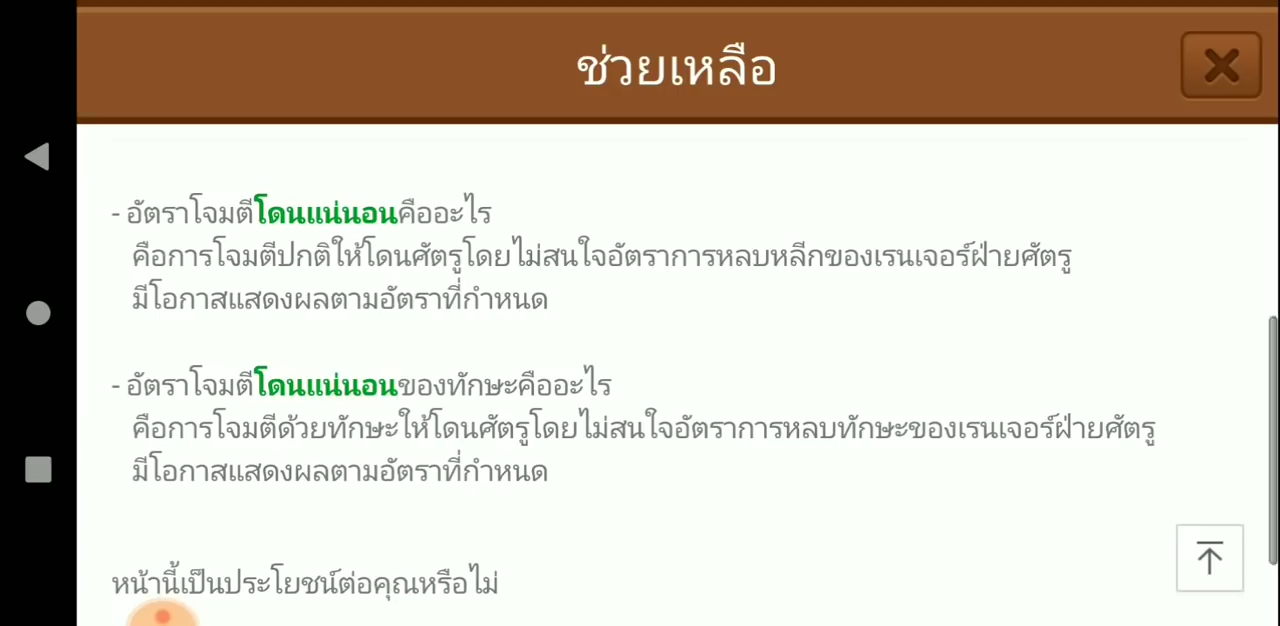 ช่วยเหลือ
- อัตราโจมตีโดนแน่นอนคืออะไร
คือการโจมตีปกติให้โดนศัตรูโดยไม่สนใจอัตราการหลบหลีกของเรนเจอร์ฝ่ายศัตรู
มีโอกาสแสดงผลตามอัตราที่กำหนด
- อัตราโจมตีโดนแน่นอนของทักษะคืออะไร
คือการโจมตีด้วยทักษะให้โดนศัตรูโดยไม่สนใจอัตราการหลบทักษะของเรนเจอร์ฝ่ายศัตรู
มีโอกาสแสดงผลตามอัตราที่กำหนด
หน้านี้เป็นประโยชน์ต่อคุณหรือไม่